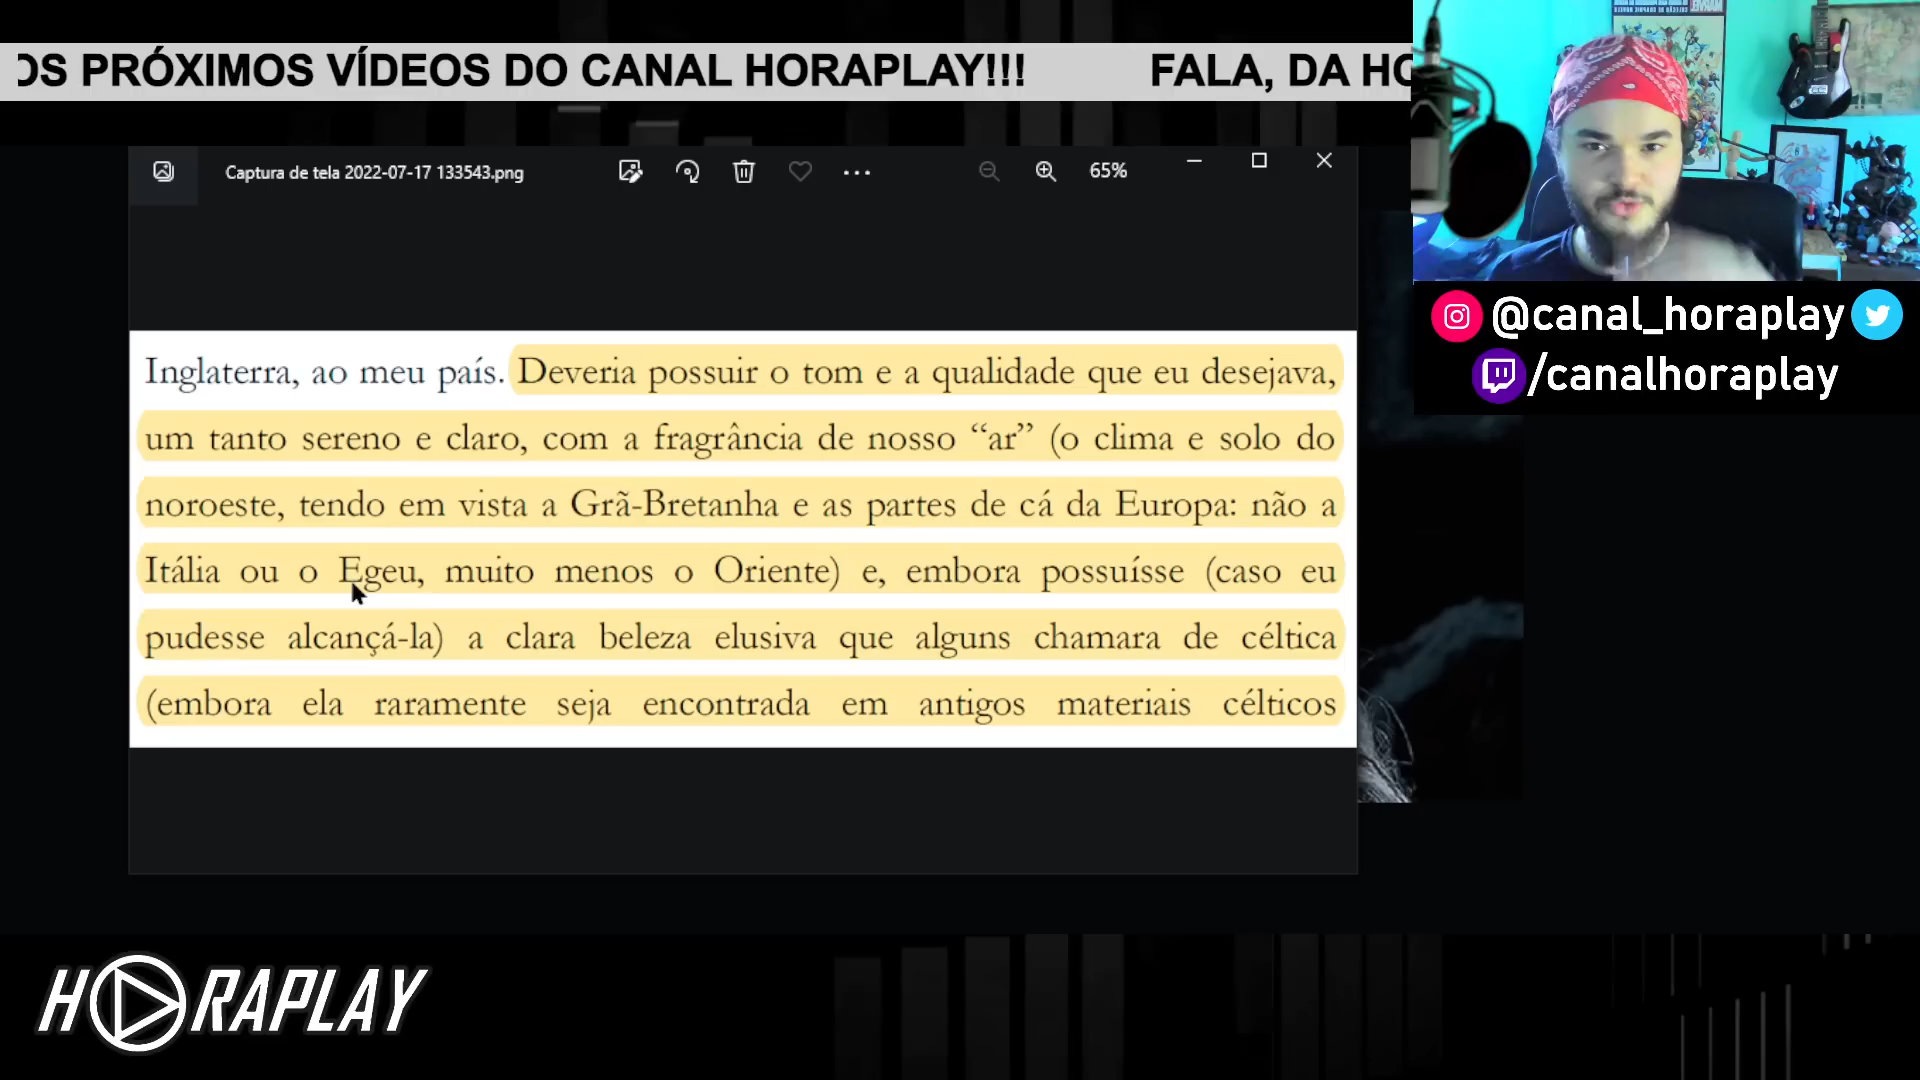 OS PRÓXIMOS VÍDEOS DO CANAL HORAPLAY!!! FALA, DA HO
Captura de tela 2022-07-17 133543.png
65%
Inglaterra, ao meu país. Deveria possuir o tom e a qualidade que eu desejava,
um tanto sereno e claro, com a fragrância de nosso “ar” (o clima e solo do
noroeste, tendo em vista a Grã-Bretanha e as partes de cá da Europa: não a
Itália ou o Egeu, muito menos o Oriente) e, embora possuísse (caso eu
pudesse alcançá-la) a clara beleza elusiva que alguns chamara de céltica
(embora ela raramente seja encontrada em antigos materiais célticos
@canal_horaplay
/canalhoraplay
HORAPLAY